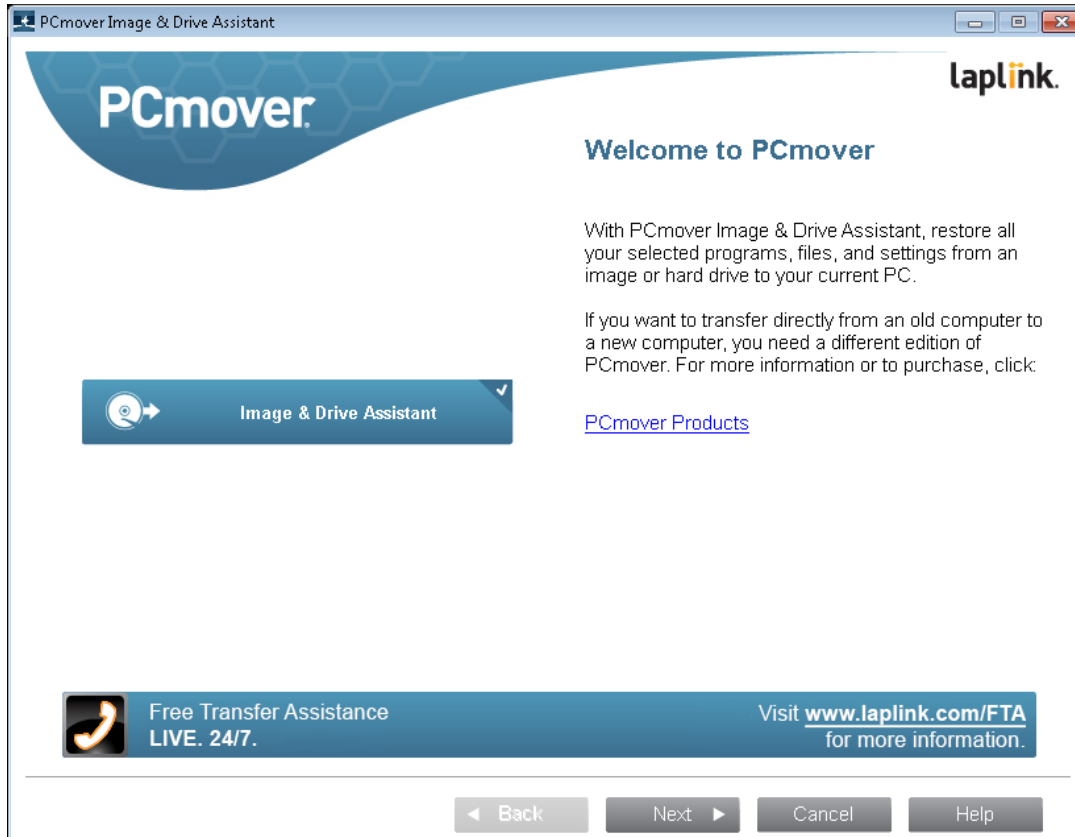 PCmover Image & Drive Assistant
laplink.
PCmover®
Welcome to PCmover
With PCmover Image & Drive Assistant, restore all
your selected programs, files, and settings from an
image or hard drive to your current PC.
If you want to transfer directly from an old computer to
a new computer, you need a different edition of
PCmover. For more information or to purchase, click:
Image & Drive Assistant
PCmover Products
Free Transfer Assistance
LIVE. 24/7.
Visit www.laplink.com/FTA
for more information.
Back
Next
Cancel
Help